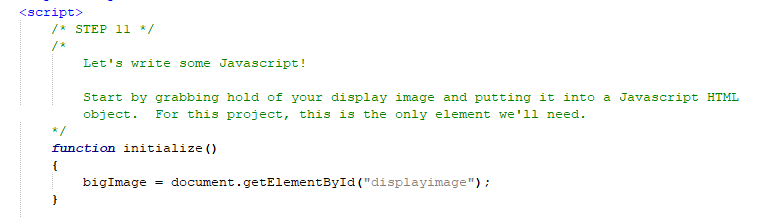 <script>
/* STEP 11 */
/*
Let's write some Javascript!
Start by grabbing hold of your display image and putting it into a Javascript HTML
object.  For this project, this is the only element we'll need.
*/
function initialize()
{
bigImage = document.getElementById("displayimage");
}